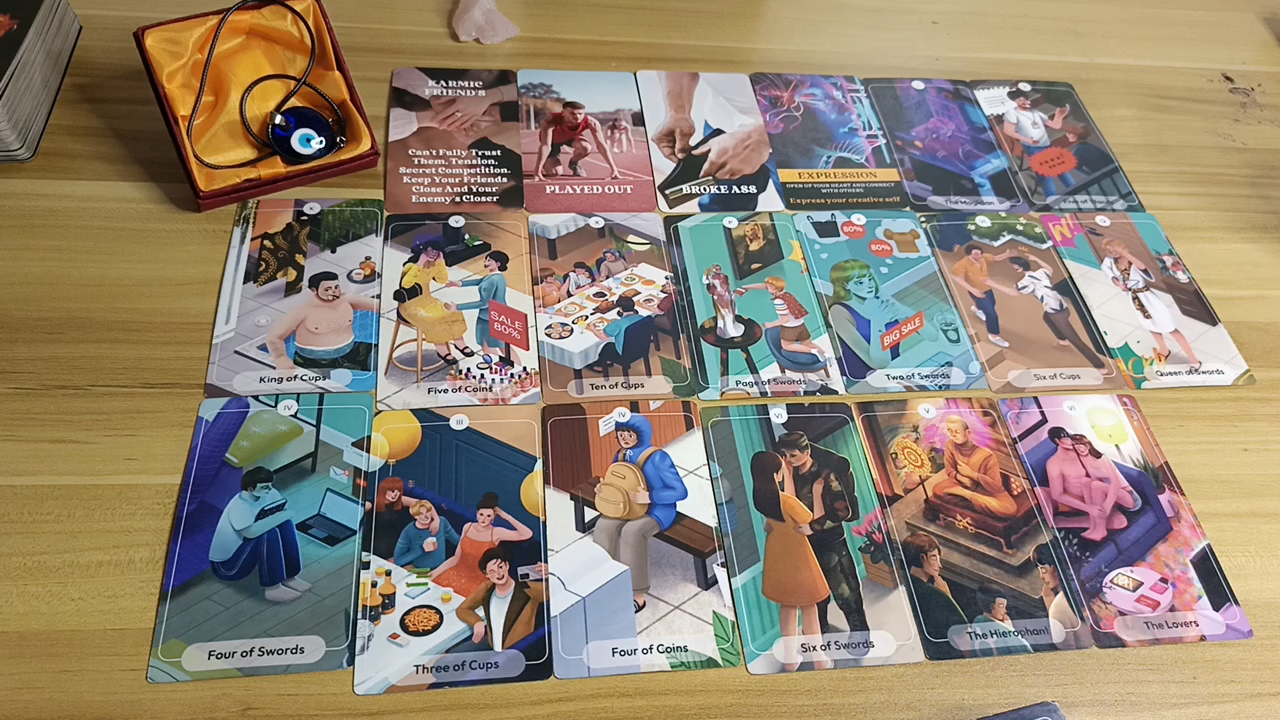 KARMIC
FRIEND'S
Can't Fully Trust
Them. Tension.
Secret Competition.
Keep Your Friends
Close And Your
Enemy's Closer
PLAYED OUT
BROKE ASS
EXPRESSION
OPEN UP YOUR HEART AND CONNECT
WITH OTHERS
Express your creative self
K
King of Cups
V
SALE
80%
Five of Coins
X
Ten of Cups
P
Page of Swords
80%
80%
BIG SALE
Two of Swords
VI
Six of Cups
Q
Queen of Swords
IV
Four of Swords
III
Three of Cups
IV
Four of Coins
VI
Six of Swords
V
The Hierophant
VI
The Lovers